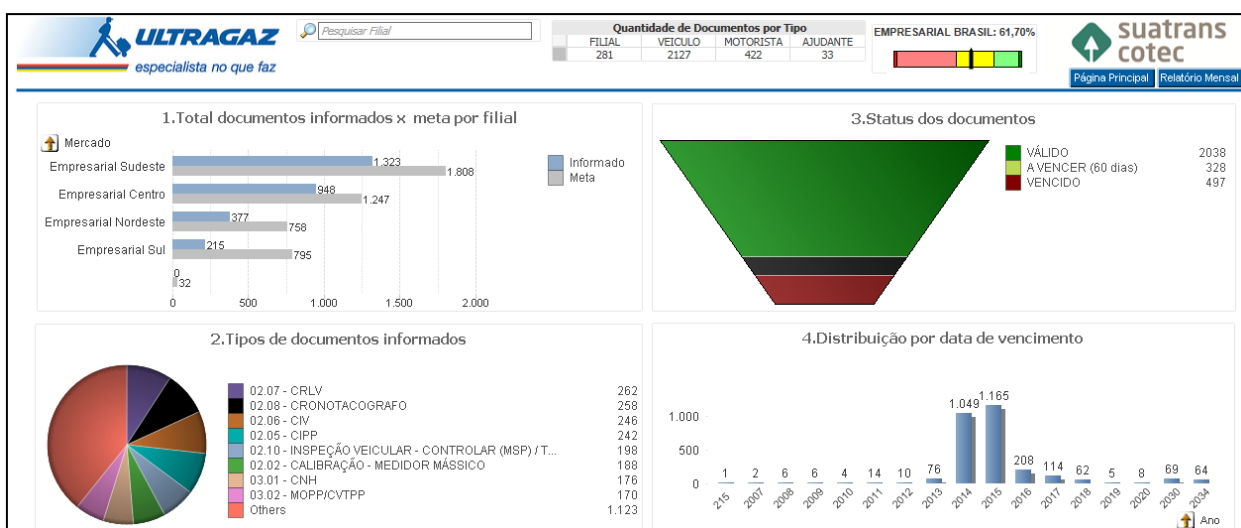 ULTRAGAZ
especialista no que faz
Pesquisar Filial
Quantidade de Documentos por Tipo
FILIAL VEICULO MOTORISTA AJUDANTE
281 2127 422 33
EMPRESARIAL BRASIL: 61,70%
suatrans
cotec
Página Principal Relatório Mensal
1.Total documentos informados x meta por filial
Mercado
Empresarial Sudeste 1.323
1.808
Empresarial Centro 948
1.247
Empresarial Nordeste 377
758
Empresarial Sul 215
795
0
32
0 500 1.000 1.500 2.000
Informado
Meta
3.Status dos documentos
VÁLIDO 2038
A VENCER (60 dias) 328
VENCIDO 497
2.Tipos de documentos informados
02.07 - CRLV 262
02.08 - CRONOTACOGRAFO 258
02.06 - CIV 246
02.05 - CIPP 242
02.10 - INSPEÇÃO VEICULAR - CONTROLAR (MSP) / T... 198
02.02 - CALIBRAÇÃO - MEDIDOR MÁSSICO 188
03.01 - CNH 176
03.02 - MOPP/CVTPP 170
Others 1.123
4.Distribuição por data de vencimento
1.000
500
0
1 2 6 6 4 14 10 76 1.049 1.165 208 114 62 5 8 69 64
215 2007 2008 2009 2010 2011 2012 2013 2014 2015 2016 2017 2018 2019 2020 2030 2034
Ano